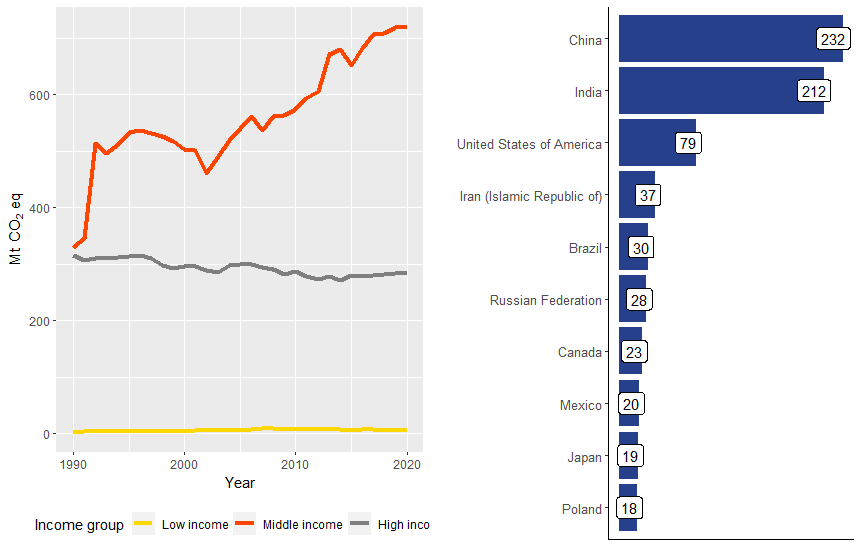 600
400
200
0
Mt CO₂ eq
1990
2000
2010
2020
Year
Income group
Low income
Middle income
High inco
China
232
India
212
United States of America
79
Iran (Islamic Republic of)
37
Brazil
30
Russian Federation
28
Canada
23
Mexico
20
Japan
19
Poland
18